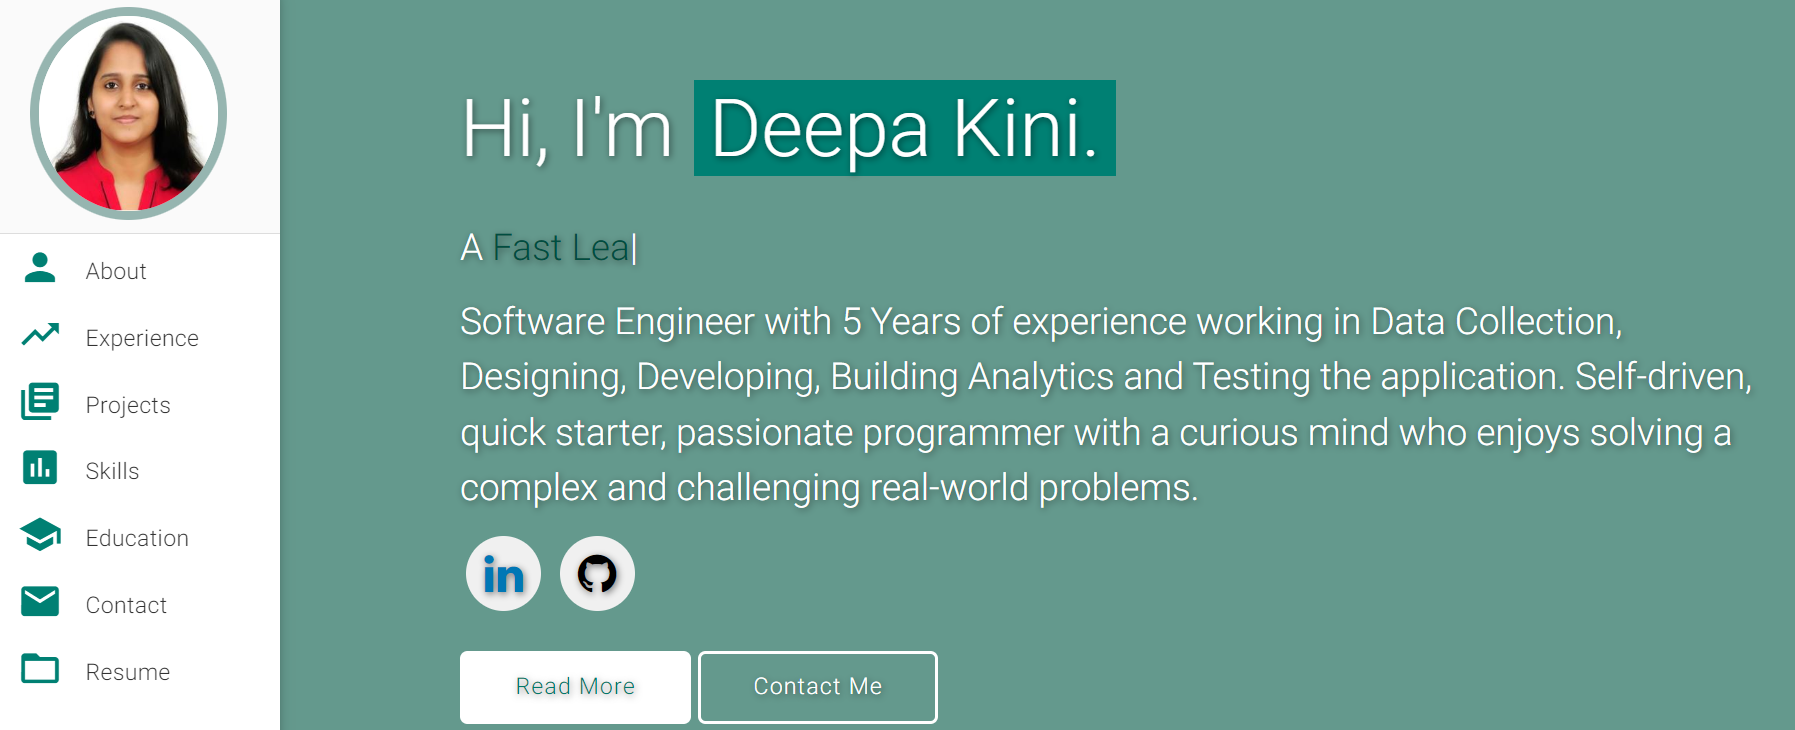 About
Experience
Projects
Skills
Education
Contact
Resume
Hi, I'm Deepa Kini.
A Fast Lea|
Software Engineer with 5 Years of experience working in Data Collection,
Designing, Developing, Building Analytics and Testing the application. Self-driven,
quick starter, passionate programmer with a curious mind who enjoys solving a
complex and challenging real-world problems.
in
Read More
Contact Me